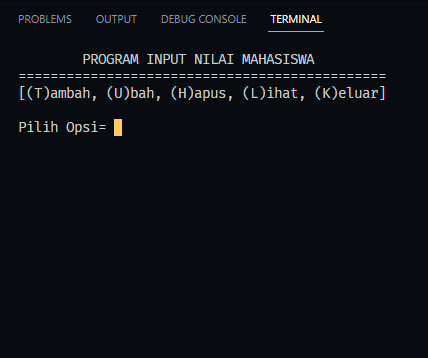 PROBLEMS OUTPUT DEBUG CONSOLE TERMINAL
PROGRAM INPUT NILAI MAHASISWA
=================================================
[(T)ambah, (U)bah, (H)apus, (L)ihat, (K)eluar]
Pilih Opsi=